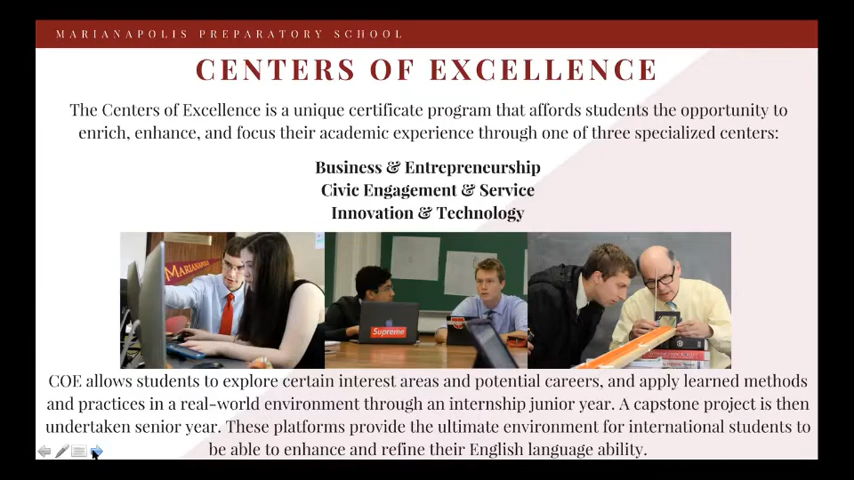 MARIANAPOLIS PREPARATORY SCHOOL
CENTERS OF EXCELLENCE
The Centers of Excellence is a unique certificate program that affords students the opportunity to
enrich, enhance, and focus their academic experience through one of three specialized centers:
Business & Entrepreneurship
Civic Engagement & Service
Innovation & Technology
MARIANAPOLIS
Supreme
COE allows students to explore certain interest areas and potential careers, and apply learned methods
and practices in a real-world environment through an internship junior year. A capstone project is then
undertaken senior year. These platforms provide the ultimate environment for international students to
be able to enhance and refine their English language ability.